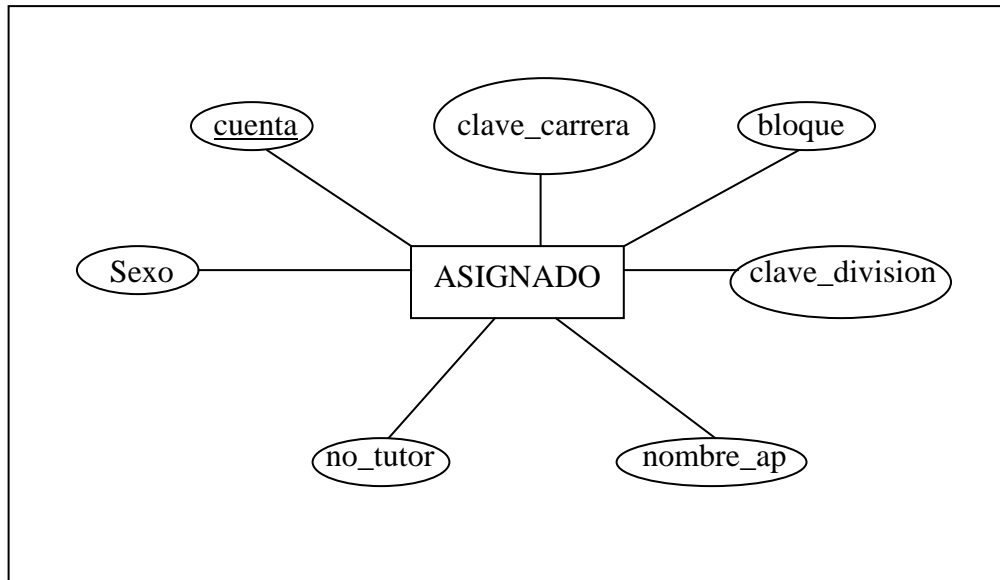 cuenta
clave_carrera
bloque
Sexo
ASIGNADO
clave_division
no_tutor
nombre_ap